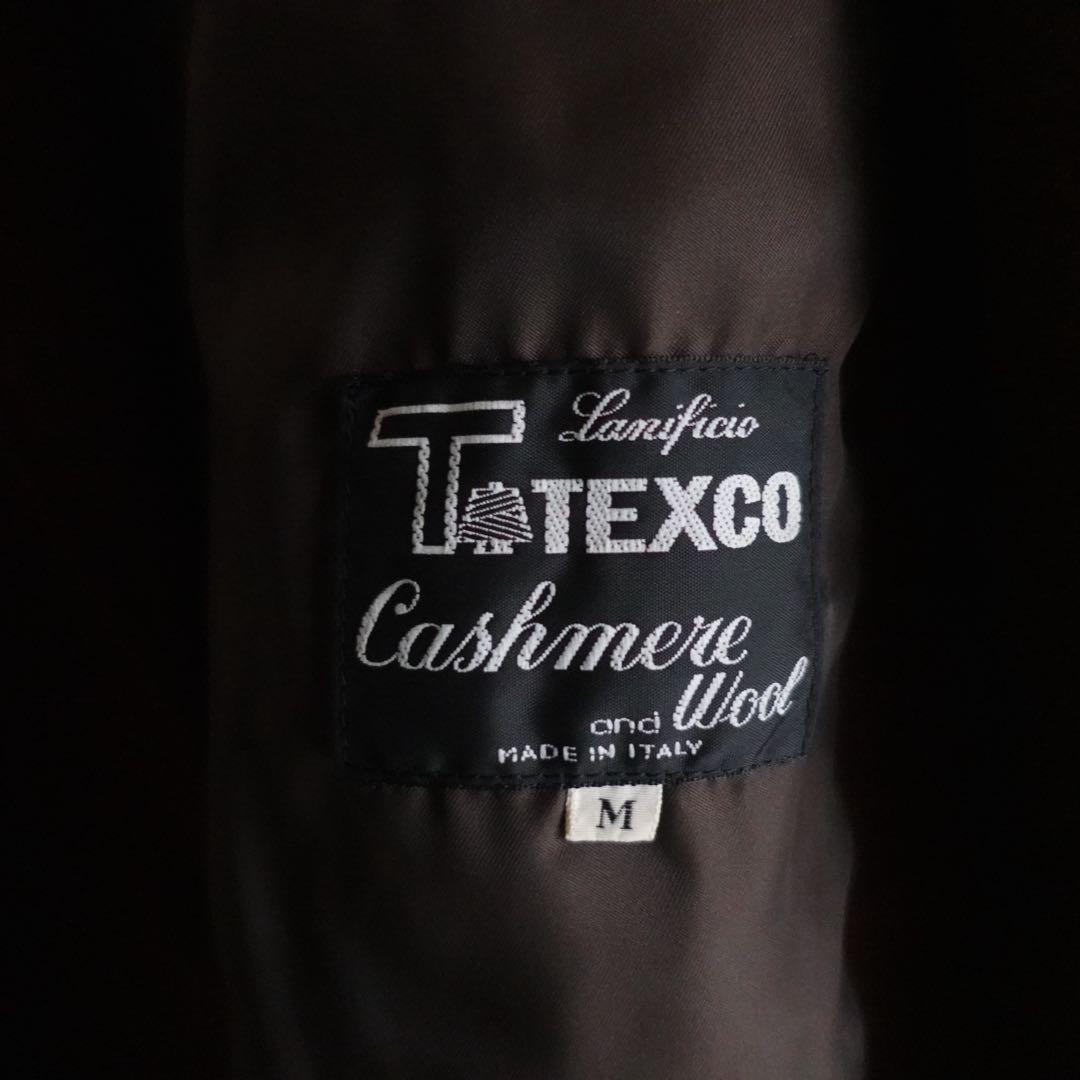 Lanificio
T TEXCO
Cashmere
and Wool
MADE IN ITALY
M